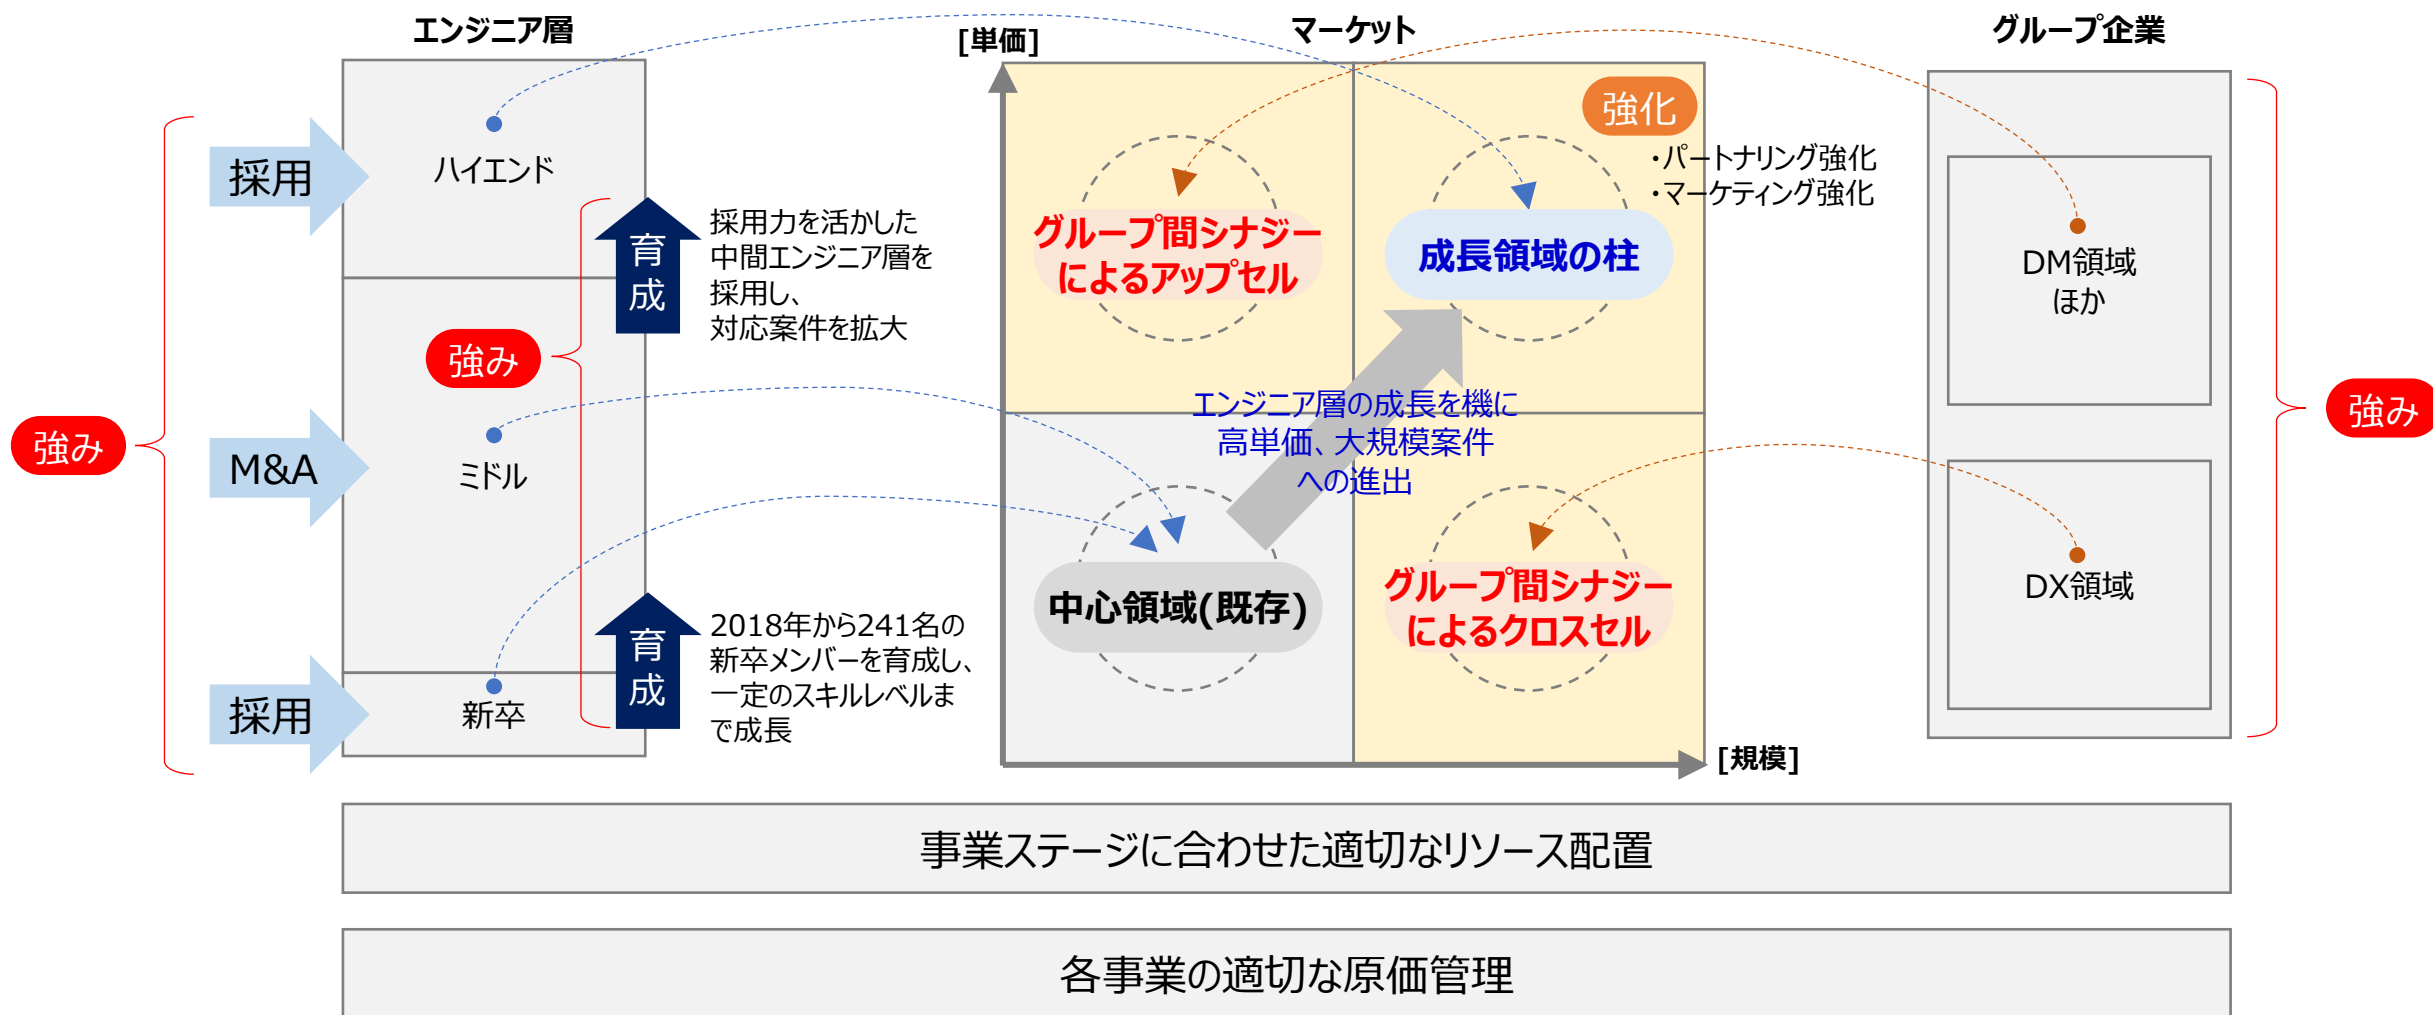 エンジニア層
マーケット
グループ企業
[単価]
強化
・パートナリング強化
・マーケティング強化
採用
ハイエンド
育
成
採用力を活かした
中間エンジニア層を
採用し、
対応案件を拡大
強み
強み
M&A
ミドル
採用
新卒
育
成
2018年から241名の
新卒メンバーを育成し、
一定のスキルレベルま
で成長
グループ間シナジー
によるアップセル
成長領域の柱
エンジニア層の成長を機に
高単価、大規模案件
への進出
中心領域(既存)
グループ間シナジー
によるクロスセル
[規模]
DM領域
ほか
DX領域
強み
事業ステージに合わせた適切なリソース配置
各事業の適切な原価管理